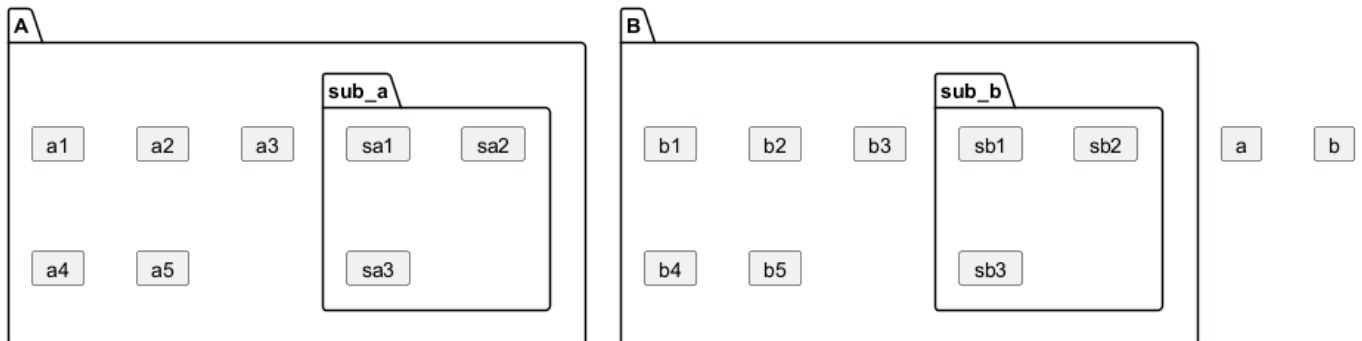 A
B
sub_a
sub_b
a1 a2 a3 sa1 sa2 b1 b2 b3 sb1 sb2 a b
a4 a5 sa3 b4 b5 sb3